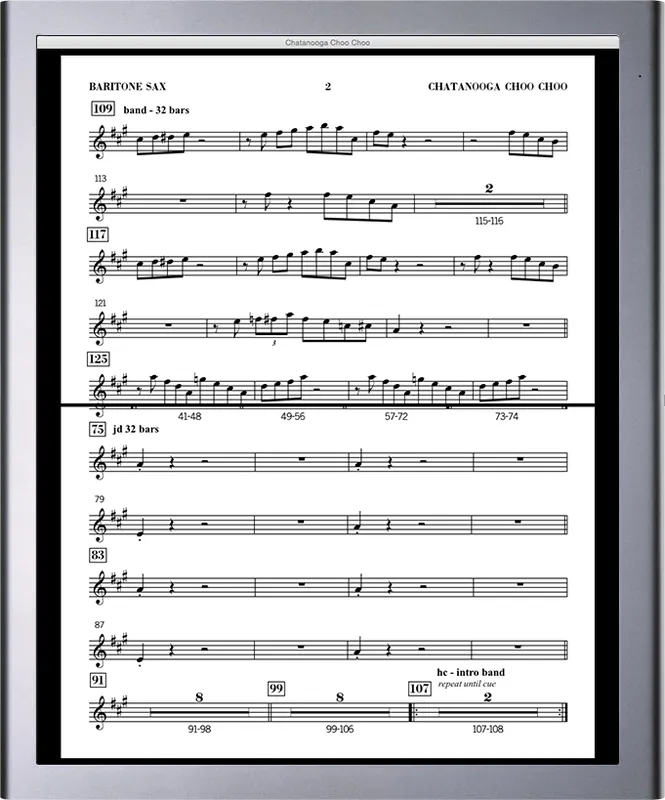 Chatanooga Choo Choo
BARITONE SAX 2 CHATANOOGA CHOO CHOO
109 band - 32 bars
113
2
115-116
117
121
3
125
41-48 49-56 57-72 73-74
75 jd 32 bars
79
83
87
hc - intro band
91 99 107 repeat until cue
8 8 2
91-98 99-106 107-108